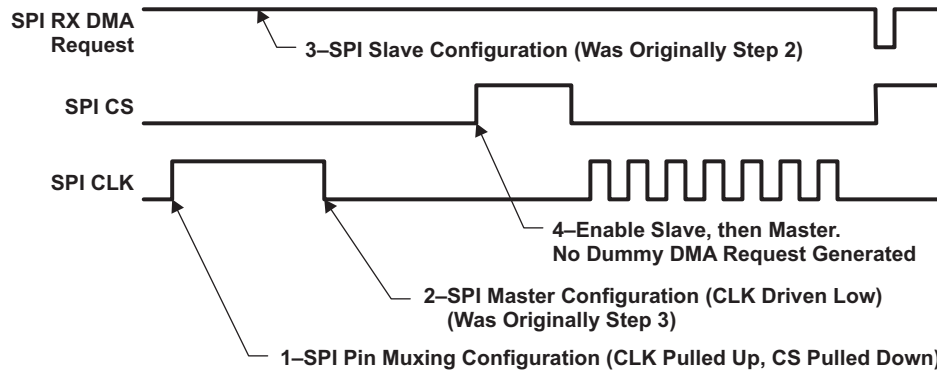 SPI RX DMA
Request
3–SPI Slave Configuration (Was Originally Step 2)
SPI CS
SPI CLK
4–Enable Slave, then Master.
No Dummy DMA Request Generated
2–SPI Master Configuration (CLK Driven Low)
(Was Originally Step 3)
1–SPI Pin Muxing Configuration (CLK Pulled Up, CS Pulled Down)